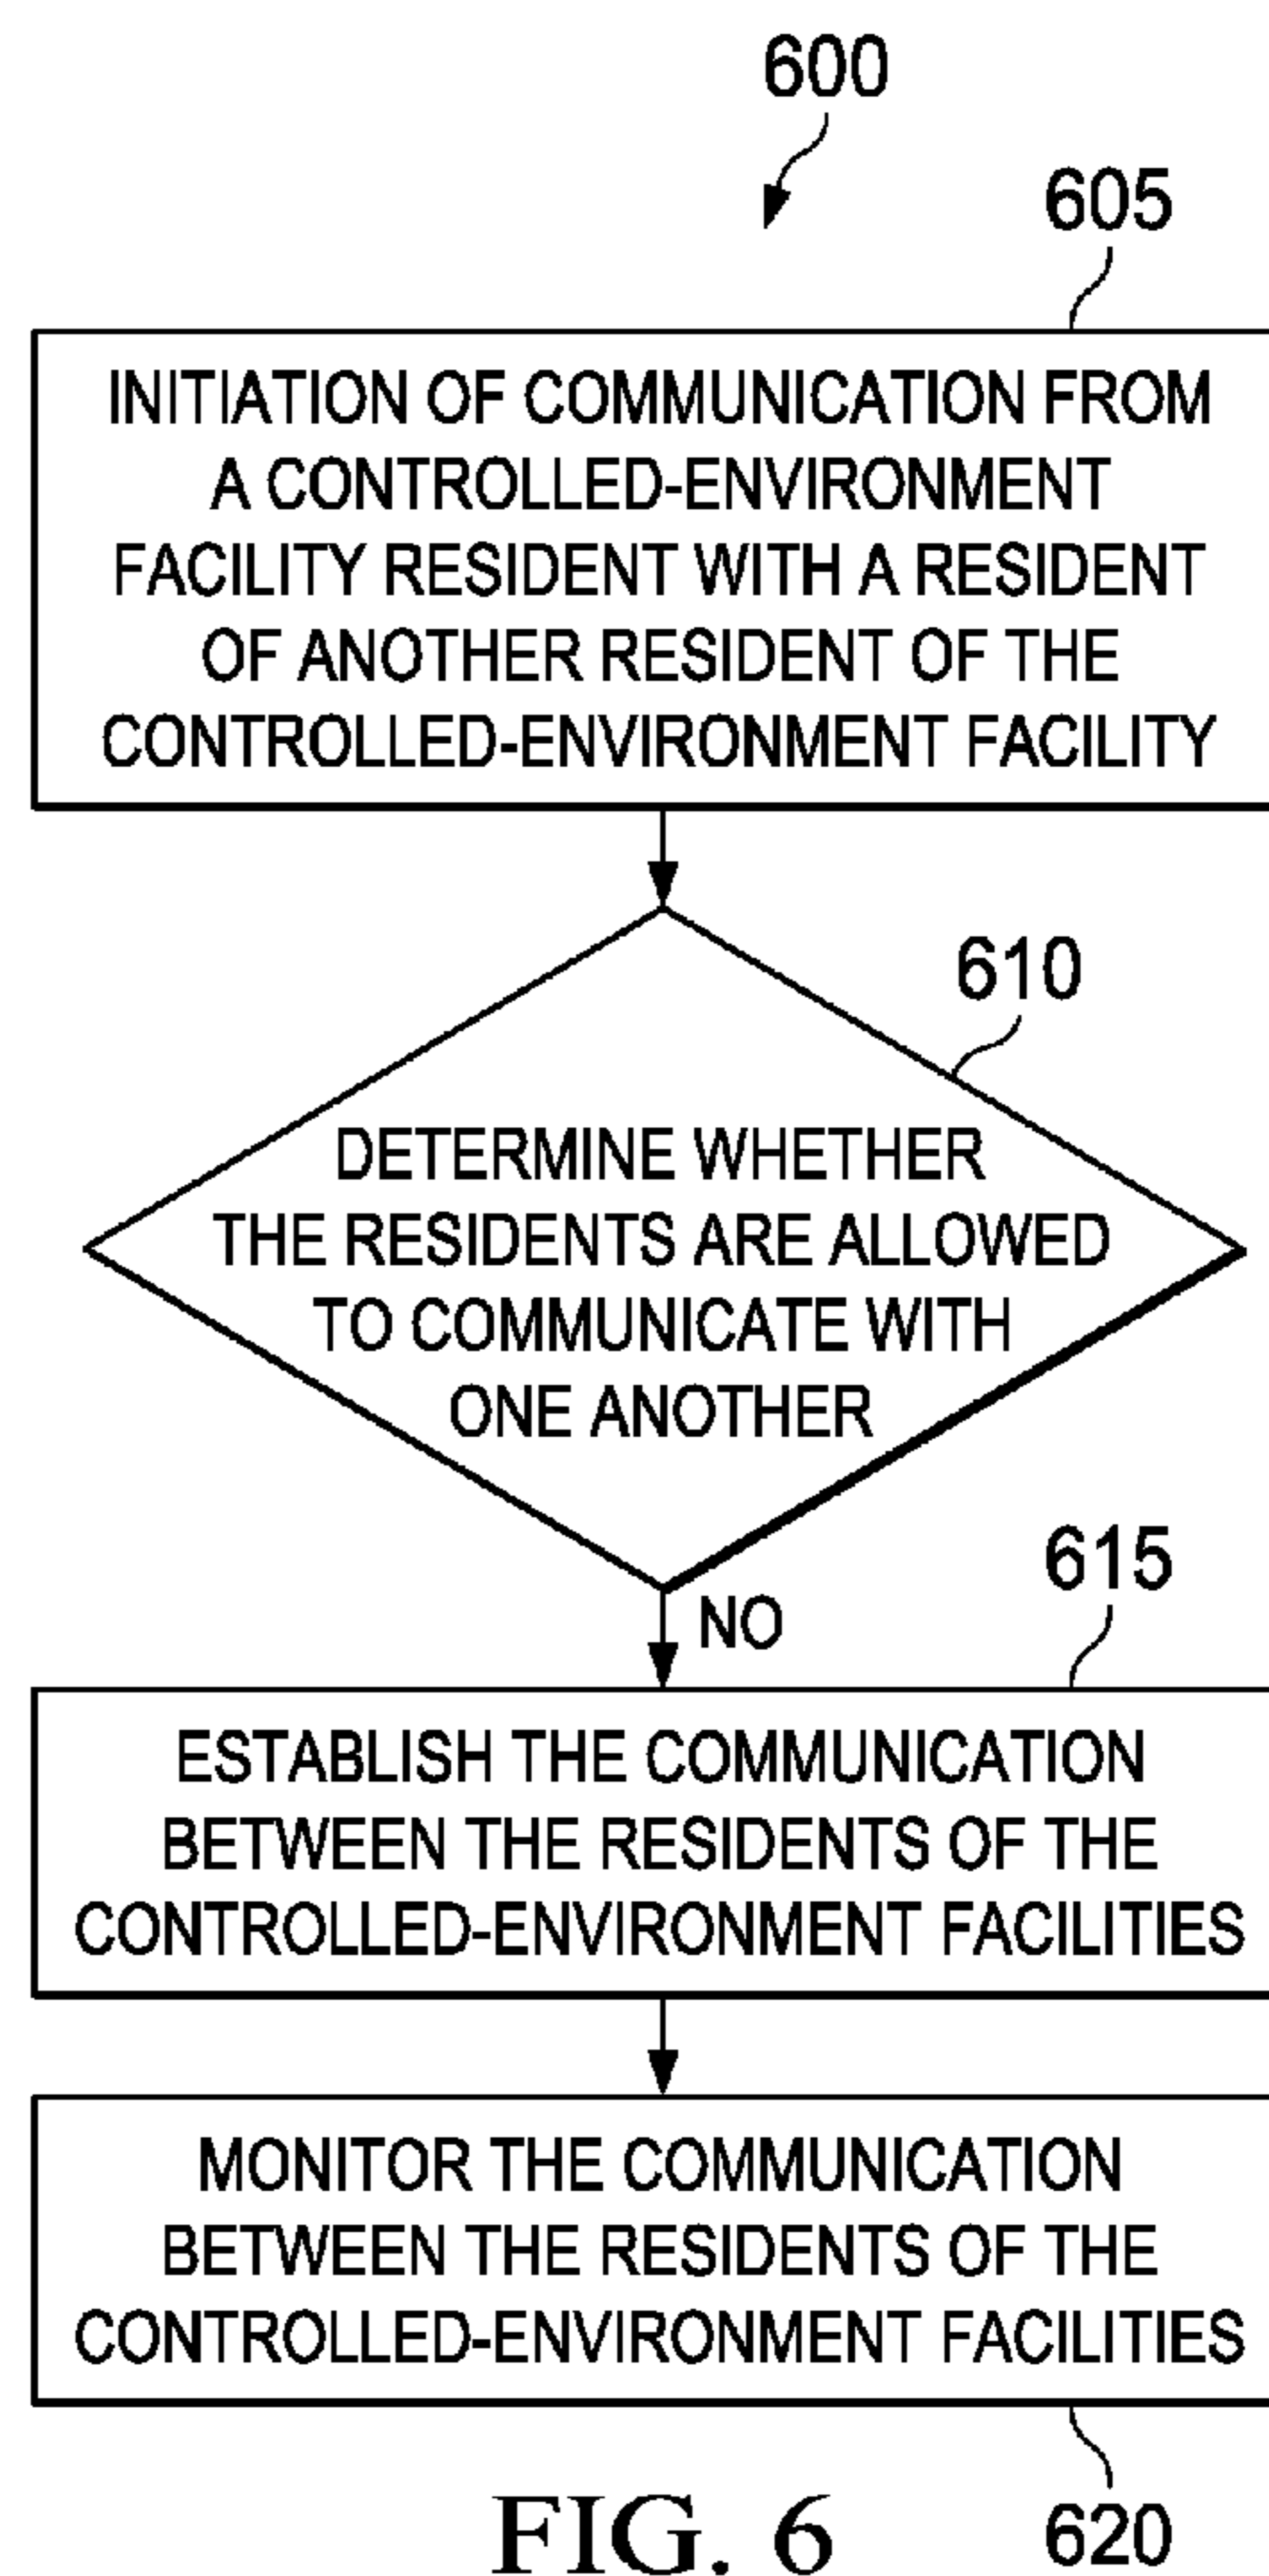 600
605
INITIATION OF COMMUNICATION FROM
A CONTROLLED-ENVIRONMENT
FACILITY RESIDENT WITH A RESIDENT
OF ANOTHER RESIDENT OF THE
CONTROLLED-ENVIRONMENT FACILITY
610
DETERMINE WHETHER
THE RESIDENTS ARE ALLOWED
TO COMMUNICATE WITH
ONE ANOTHER
NO
615
ESTABLISH THE COMMUNICATION
BETWEEN THE RESIDENTS OF THE
CONTROLLED-ENVIRONMENT FACILITIES
MONITOR THE COMMUNICATION
BETWEEN THE RESIDENTS OF THE
CONTROLLED-ENVIRONMENT FACILITIES
620
FIG. 6